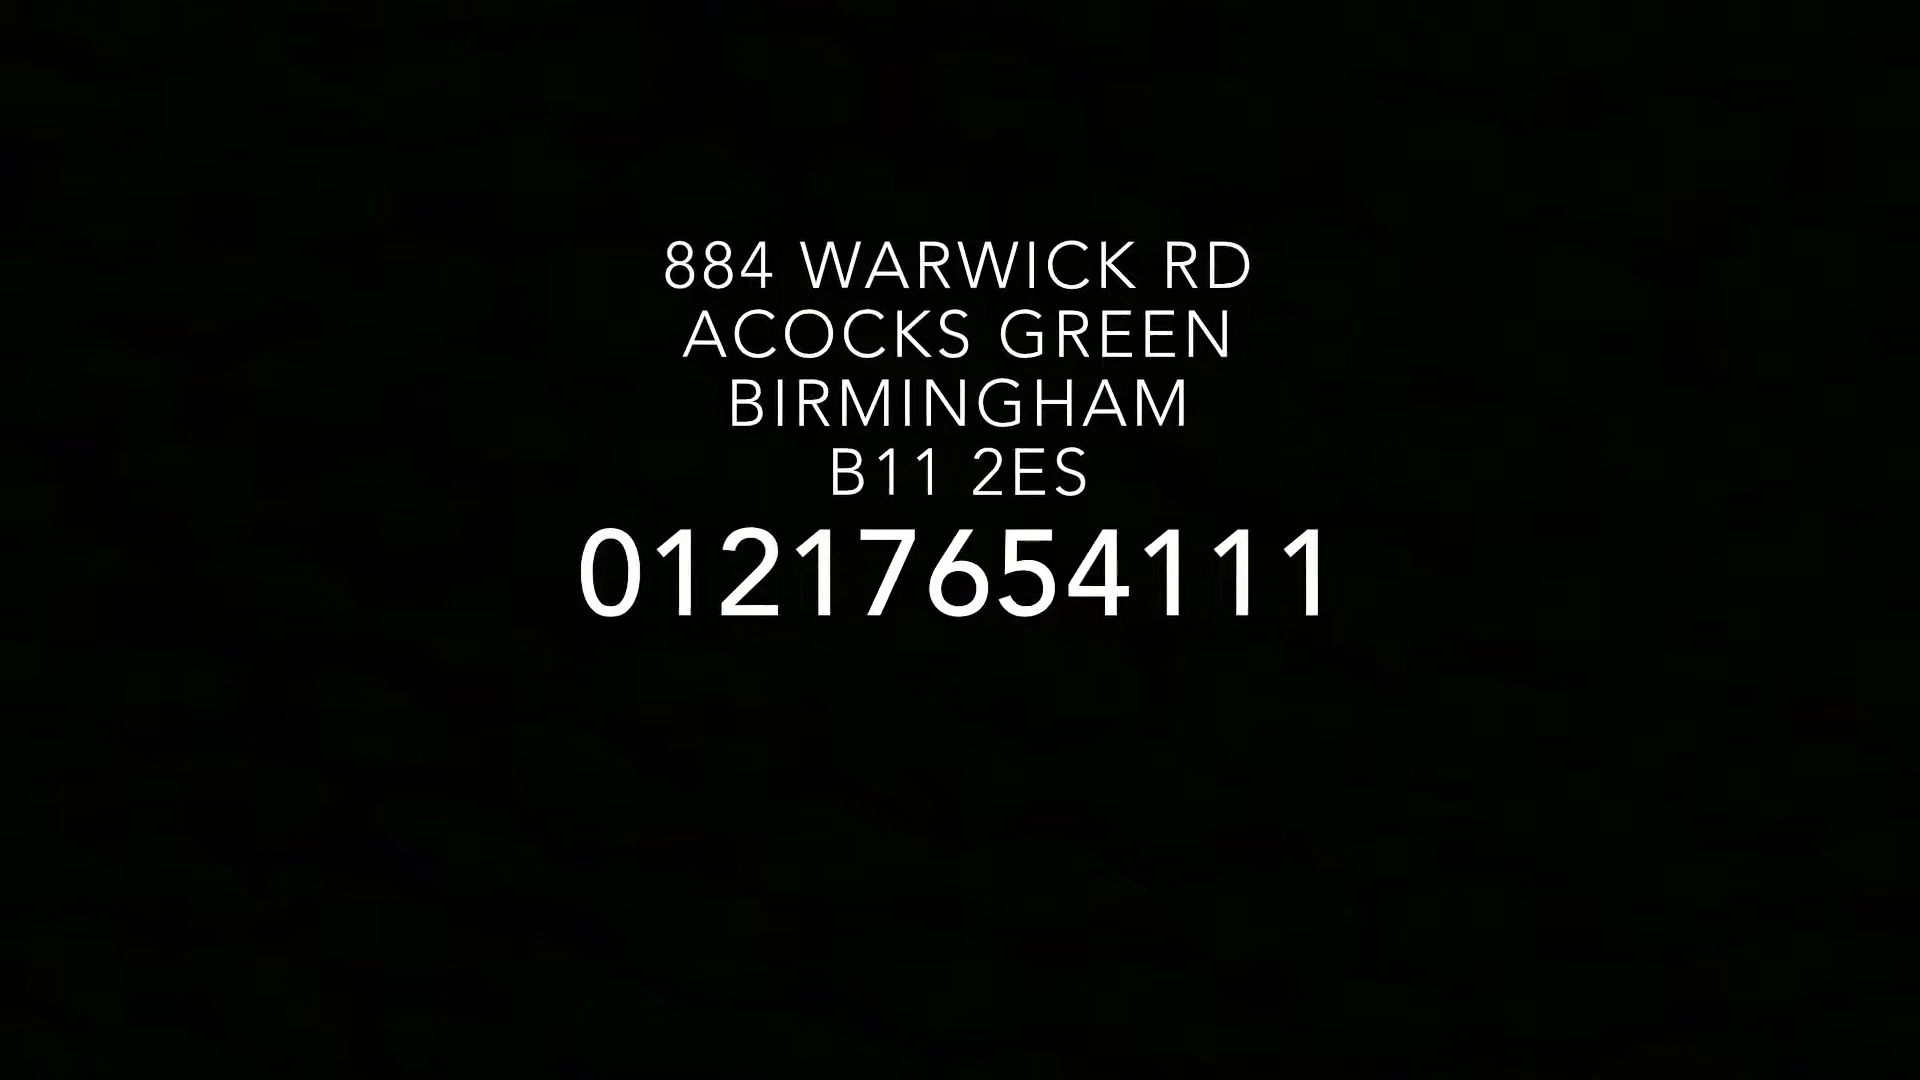 884 WARWICK RD
ACOCKS GREEN
BIRMINGHAM
B11 2ES
01217654111